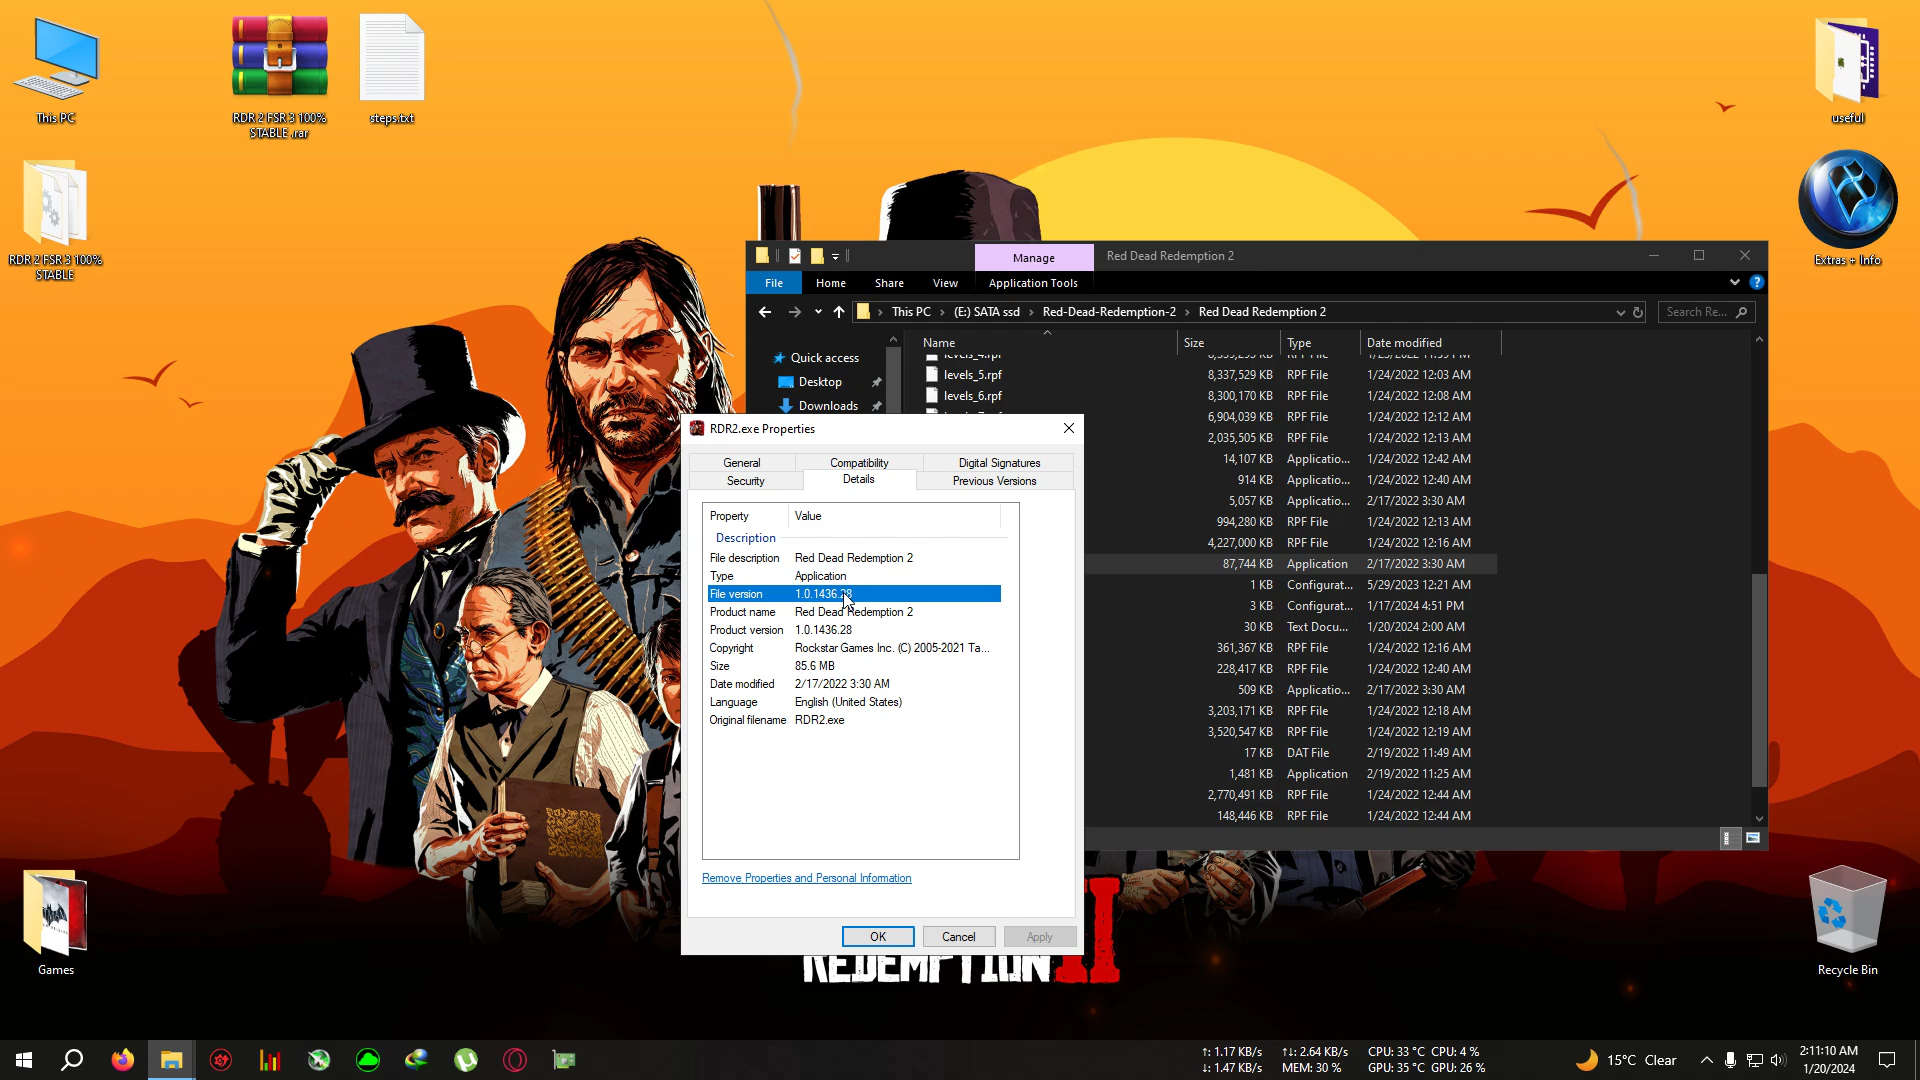 This PC
RDR 2 FSR 3 100%
STABLE .rar
steps.txt
RDR 2 FSR 3 100%
STABLE
useful
Extras + Info
Games
Recycle Bin
Manage
Red Dead Redemption 2
File
Home
Share
View
Application Tools
This PC > (E:) SATA ssd > Red-Dead-Redemption-2 > Red Dead Redemption 2
Search Re...
Quick access
Desktop
Downloads
Name Size Type Date modified
levels_4.rpf
levels_5.rpf 8,337,529 KB RPF File 1/24/2022 12:03 AM
levels_6.rpf 8,300,170 KB RPF File 1/24/2022 12:08 AM
6,904,039 KB RPF File 1/24/2022 12:12 AM
2,035,505 KB RPF File 1/24/2022 12:13 AM
14,107 KB Applicatio... 1/24/2022 12:42 AM
914 KB Applicatio... 1/24/2022 12:40 AM
5,057 KB Applicatio... 2/17/2022 3:30 AM
994,280 KB RPF File 1/24/2022 12:13 AM
4,227,000 KB RPF File 1/24/2022 12:16 AM
87,744 KB Application 2/17/2022 3:30 AM
1 KB Configurat... 5/29/2023 12:21 AM
3 KB Configurat... 1/17/2024 4:51 PM
30 KB Text Docu... 1/20/2024 2:00 AM
361,367 KB RPF File 1/24/2022 12:16 AM
228,417 KB RPF File 1/24/2022 12:40 AM
509 KB Applicatio... 2/17/2022 3:30 AM
3,203,171 KB RPF File 1/24/2022 12:18 AM
3,520,547 KB RPF File 1/24/2022 12:19 AM
17 KB DAT File 2/19/2022 11:49 AM
1,481 KB Application 2/19/2022 11:25 AM
2,770,491 KB RPF File 1/24/2022 12:44 AM
148,446 KB RPF File 1/24/2022 12:44 AM
RDR2.exe Properties
General
Compatibility
Digital Signatures
Security
Details
Previous Versions
Property Value
Description
File description Red Dead Redemption 2
Type Application
File version 1.0.1436.28
Product name Red Dead Redemption 2
Product version 1.0.1436.28
Copyright Rockstar Games Inc. (C) 2005-2021 Ta...
Size 85.6 MB
Date modified 2/17/2022 3:30 AM
Language English (United States)
Original filename RDR2.exe
Remove Properties and Personal Information
OK
Cancel
Apply
REDEMPTION II
↑: 1.17 KB/s
↓: 1.47 KB/s
↑↓: 2.64 KB/s
MEM: 30 %
CPU: 33 °C CPU: 4 %
GPU: 35 °C GPU: 26 %
15°C Clear
2:11:10 AM
1/20/2024